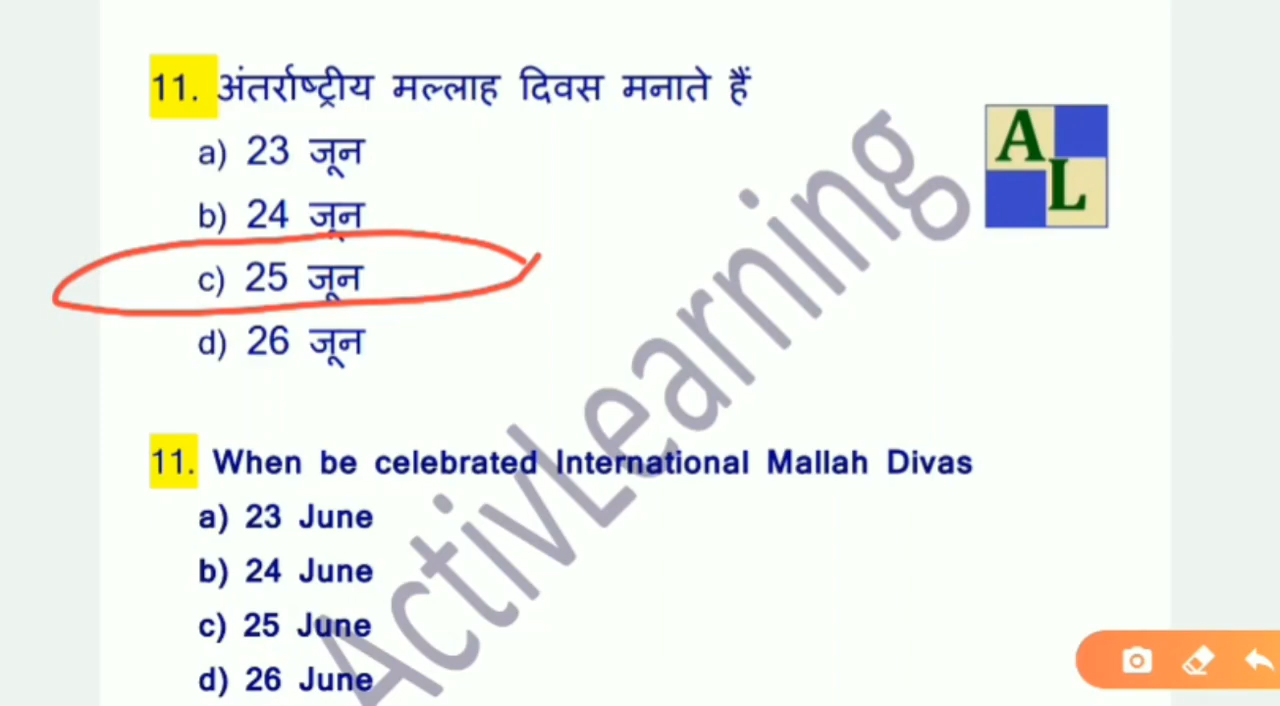 11. अंतर्राष्ट्रीय मल्लाह दिवस मनाते हैं
a) 23 जून
b) 24 जून
c) 25 जून
d) 26 जून
AL
ActivLearning
11. When be celebrated International Mallah Divas
a) 23 June
b) 24 June
c) 25 June
d) 26 June